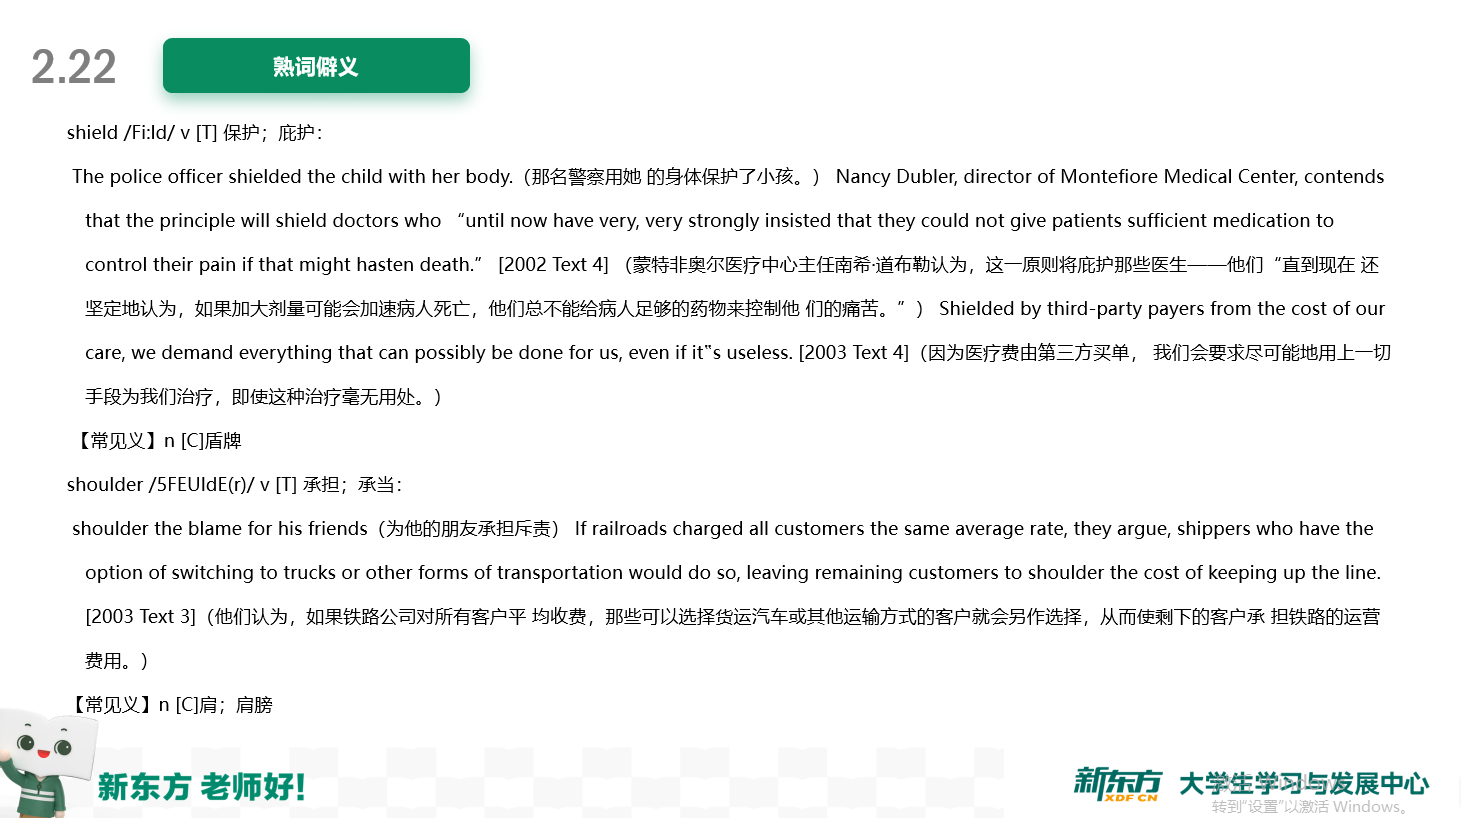 2.22
熟词僻义
shield /Fi:ld/ v [T] 保护；庇护：
The police officer shielded the child with her body.（那名警察用她 的身体保护了小孩。） Nancy Dubler, director of Montefiore Medical Center, contends
that the principle will shield doctors who “until now have very, very strongly insisted that they could not give patients sufficient medication to
control their pain if that might hasten death.” [2002 Text 4] （蒙特非奥尔医疗中心主任南希·道布勒认为，这一原则将庇护那些医生——他们“直到现在 还
坚定地认为，如果加大剂量可能会加速病人死亡，他们总不能给病人足够的药物来控制他 们的痛苦。” ） Shielded by third-party payers from the cost of our
care, we demand everything that can possibly be done for us, even if it‟s useless. [2003 Text 4]（因为医疗费由第三方买单， 我们会要求尽可能地用上一切
手段为我们治疗，即使这种治疗毫无用处。）
【常见义】n [C]盾牌
shoulder /5FEUldE(r)/ v [T] 承担；承当：
shoulder the blame for his friends（为他的朋友承担斥责） If railroads charged all customers the same average rate, they argue, shippers who have the
option of switching to trucks or other forms of transportation would do so, leaving remaining customers to shoulder the cost of keeping up the line.
[2003 Text 3]（他们认为，如果铁路公司对所有客户平 均收费，那些可以选择货运汽车或其他运输方式的客户就会另作选择，从而使剩下的客户承 担铁路的运营
费用。）
【常见义】n [C]肩；肩膀
新东方 老师好！
新东方 XDF.CN 大学生学习与发展中心
激活 Windows
转到“设置”以激活 Windows。